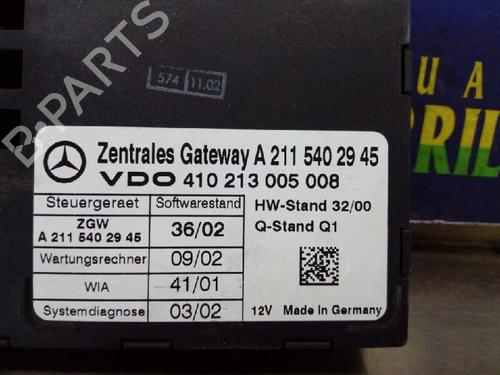 B-PARTS
574 11.02
UA
BRIL
Zentrales Gateway A 211 540 29 45
VDO 410 213 005 008
Steuergeraet Softwarestand HW-Stand 32/00
ZGW 36/02 Q-Stand Q1
A 211 540 29 45
Wartungsrechner 09/02
WIA 41/01
Systemdiagnose 03/02 12V Made in Germany